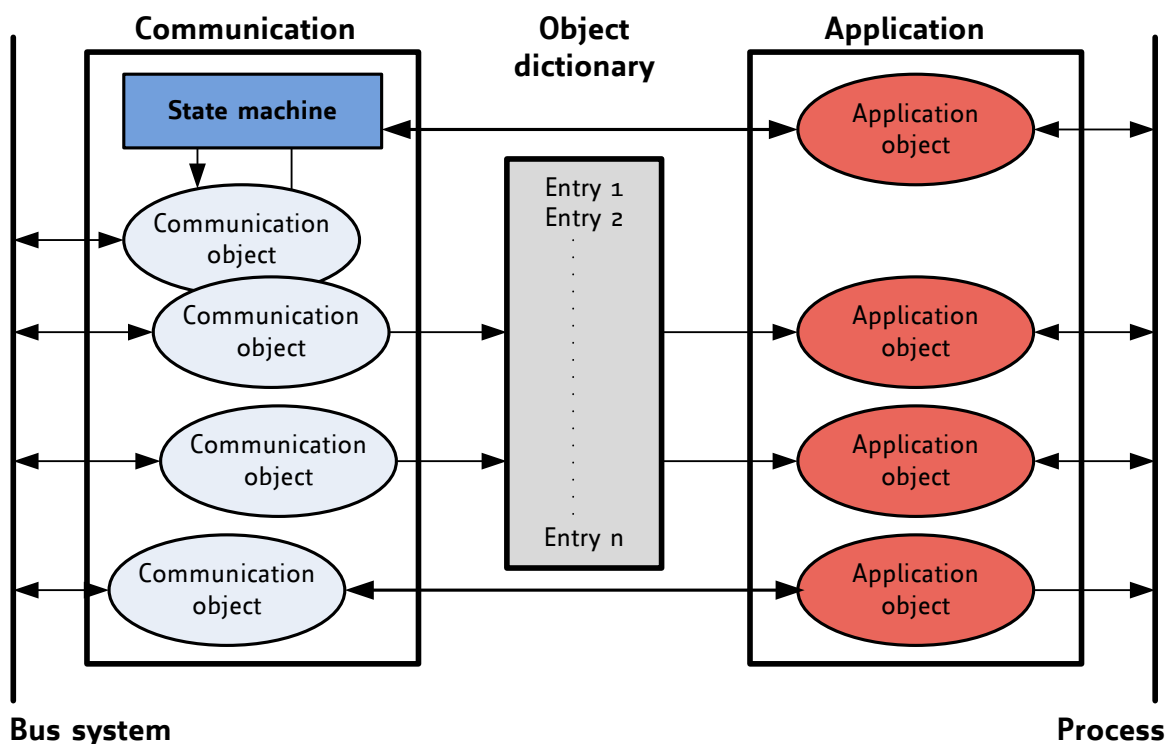 Communication
Object
dictionary
Application
State machine
Application
object
Entry 1
Entry 2
Communication
object
Communication
object
Application
object
Communication
object
Application
object
Entry n
Communication
object
Application
object
Bus system
Process